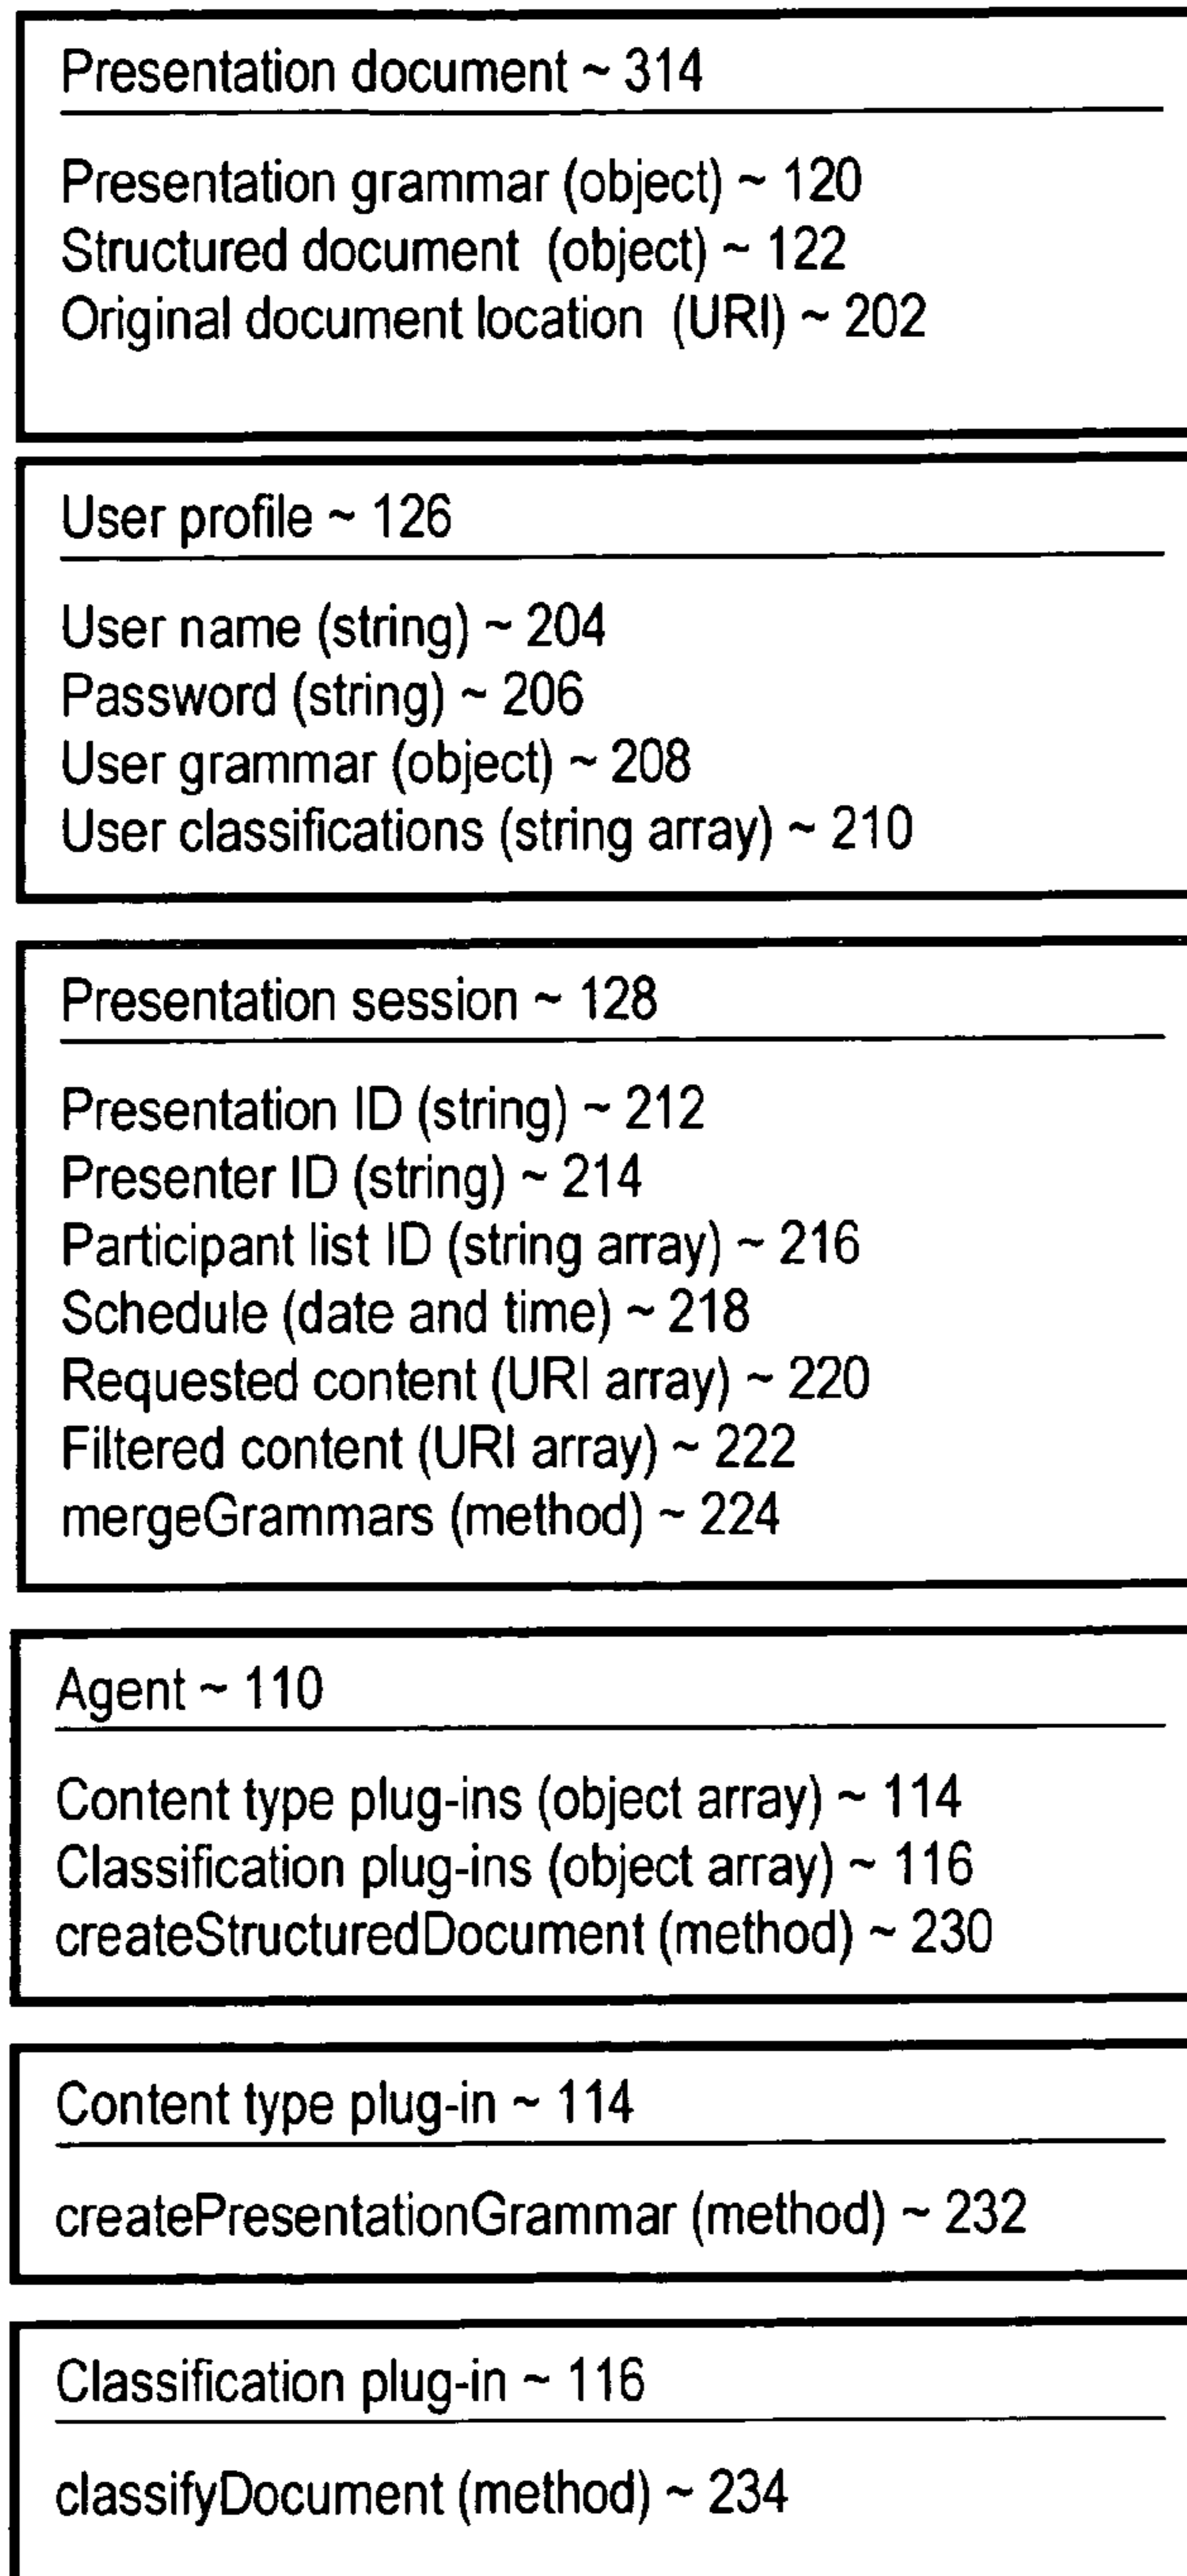 Presentation document ~ 314
Presentation grammar (object) ~ 120
Structured document (object) ~ 122
Original document location (URI) ~ 202
User profile ~ 126
User name (string) ~ 204
Password (string) ~ 206
User grammar (object) ~ 208
User classifications (string array) ~ 210
Presentation session ~ 128
Presentation ID (string) ~ 212
Presenter ID (string) ~ 214
Participant list ID (string array) ~ 216
Schedule (date and time) ~ 218
Requested content (URI array) ~ 220
Filtered content (URI array) ~ 222
mergeGrammars (method) ~ 224
Agent ~ 110
Content type plug-ins (object array) ~ 114
Classification plug-ins (object array) ~ 116
createStructuredDocument (method) ~ 230
Content type plug-in ~ 114
createPresentationGrammar (method) ~ 232
Classification plug-in ~ 116
classifyDocument (method) ~ 234